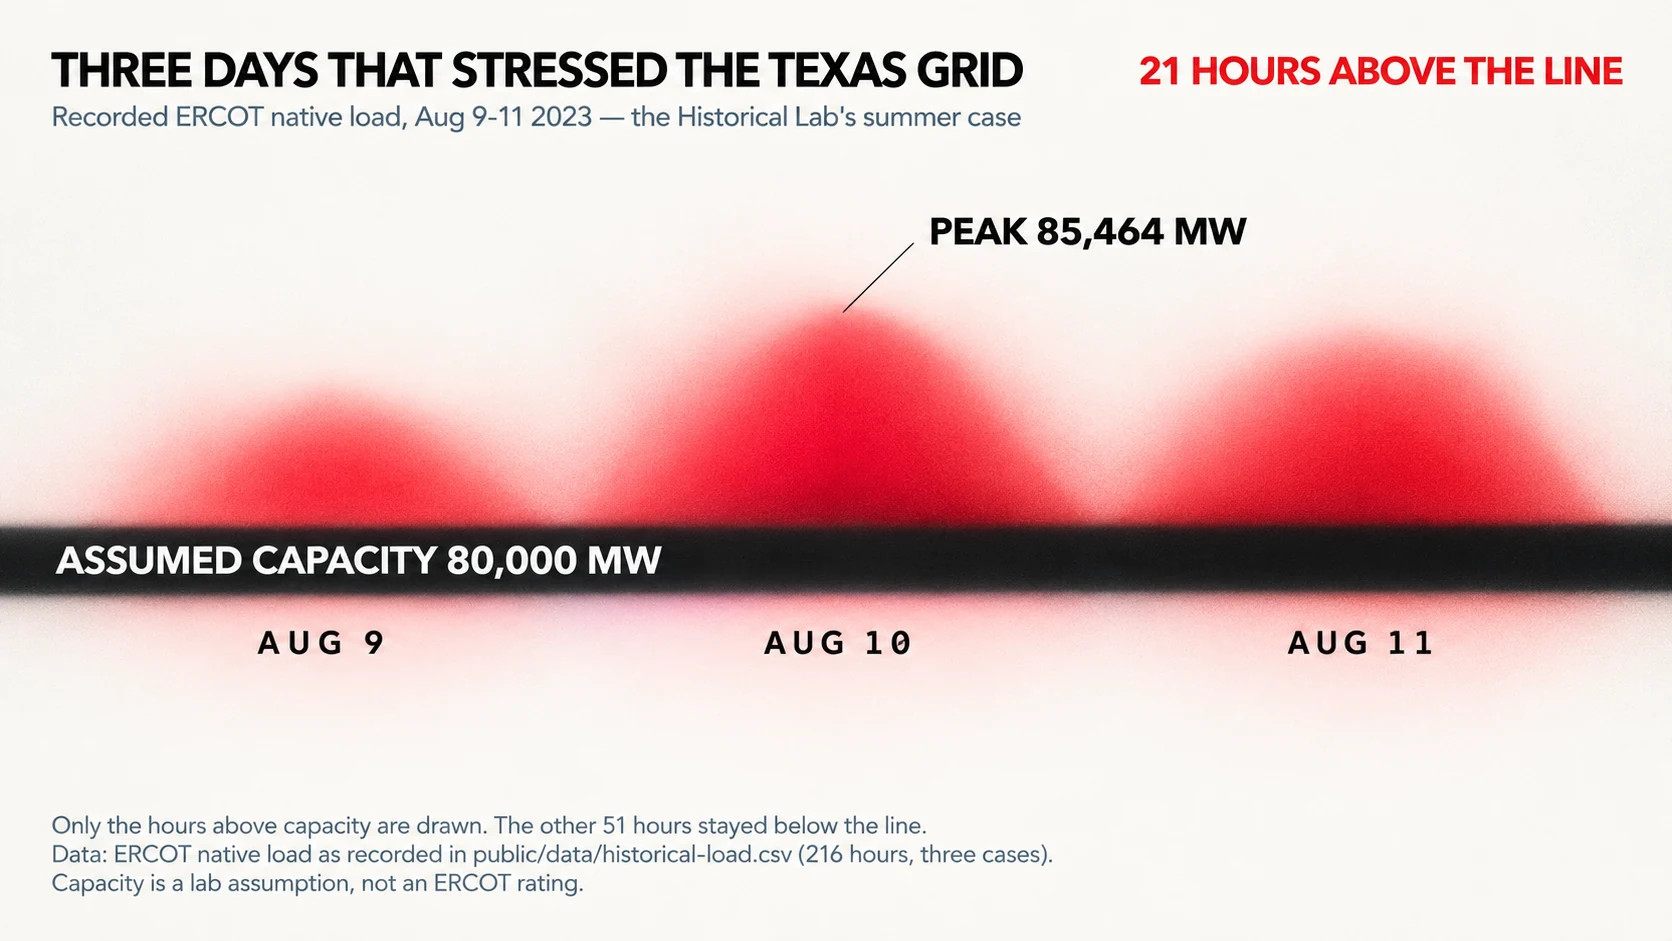 THREE DAYS THAT STRESSED THE TEXAS GRID
21 HOURS ABOVE THE LINE
Recorded ERCOT native load, Aug 9-11 2023 — the Historical Lab's summer case
PEAK 85,464 MW
ASSUMED CAPACITY 80,000 MW
AUG 9
AUG 10
AUG 11
Only the hours above capacity are drawn. The other 51 hours stayed below the line.
Data: ERCOT native load as recorded in public/data/historical-load.csv (216 hours, three cases).
Capacity is a lab assumption, not an ERCOT rating.